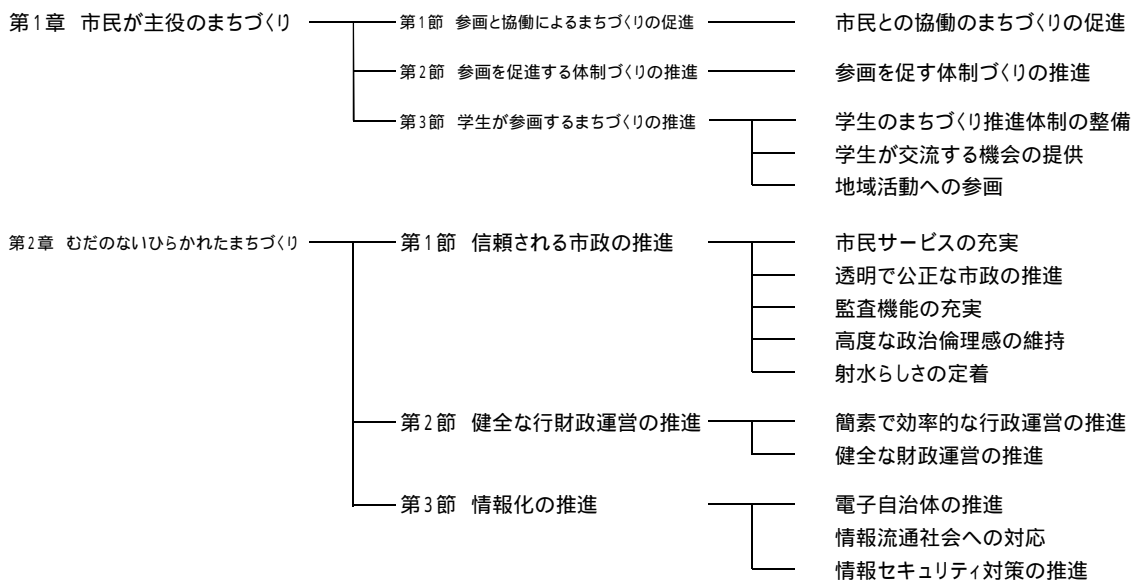 第1章 市民が主役のまちづくり 第1節 参画と協働によるまちづくりの推進 市民との協働のまちづくりの促進
第2節 参画を促進する体制づくりの推進 参画を促す体制づくりの推進
第3節 学生が参画するまちづくりの推進 学生のまちづくり推進体制の整備
学生が交流する機会の提供
地域活動への参画
第2章 むだのないひらかれたまちづくり 第1節 信頼される市政の推進 市民サービスの充実
透明で公正な市政の推進
監査機能の充実
高度な政治倫理感の維持
射水らしさの定着
第2節 健全な行財政運営の推進 簡素で効率的な行政運営の推進
健全な財政運営の推進
第3節 情報化の推進 電子自治体の推進
情報流通社会への対応
情報セキュリティ対策の推進